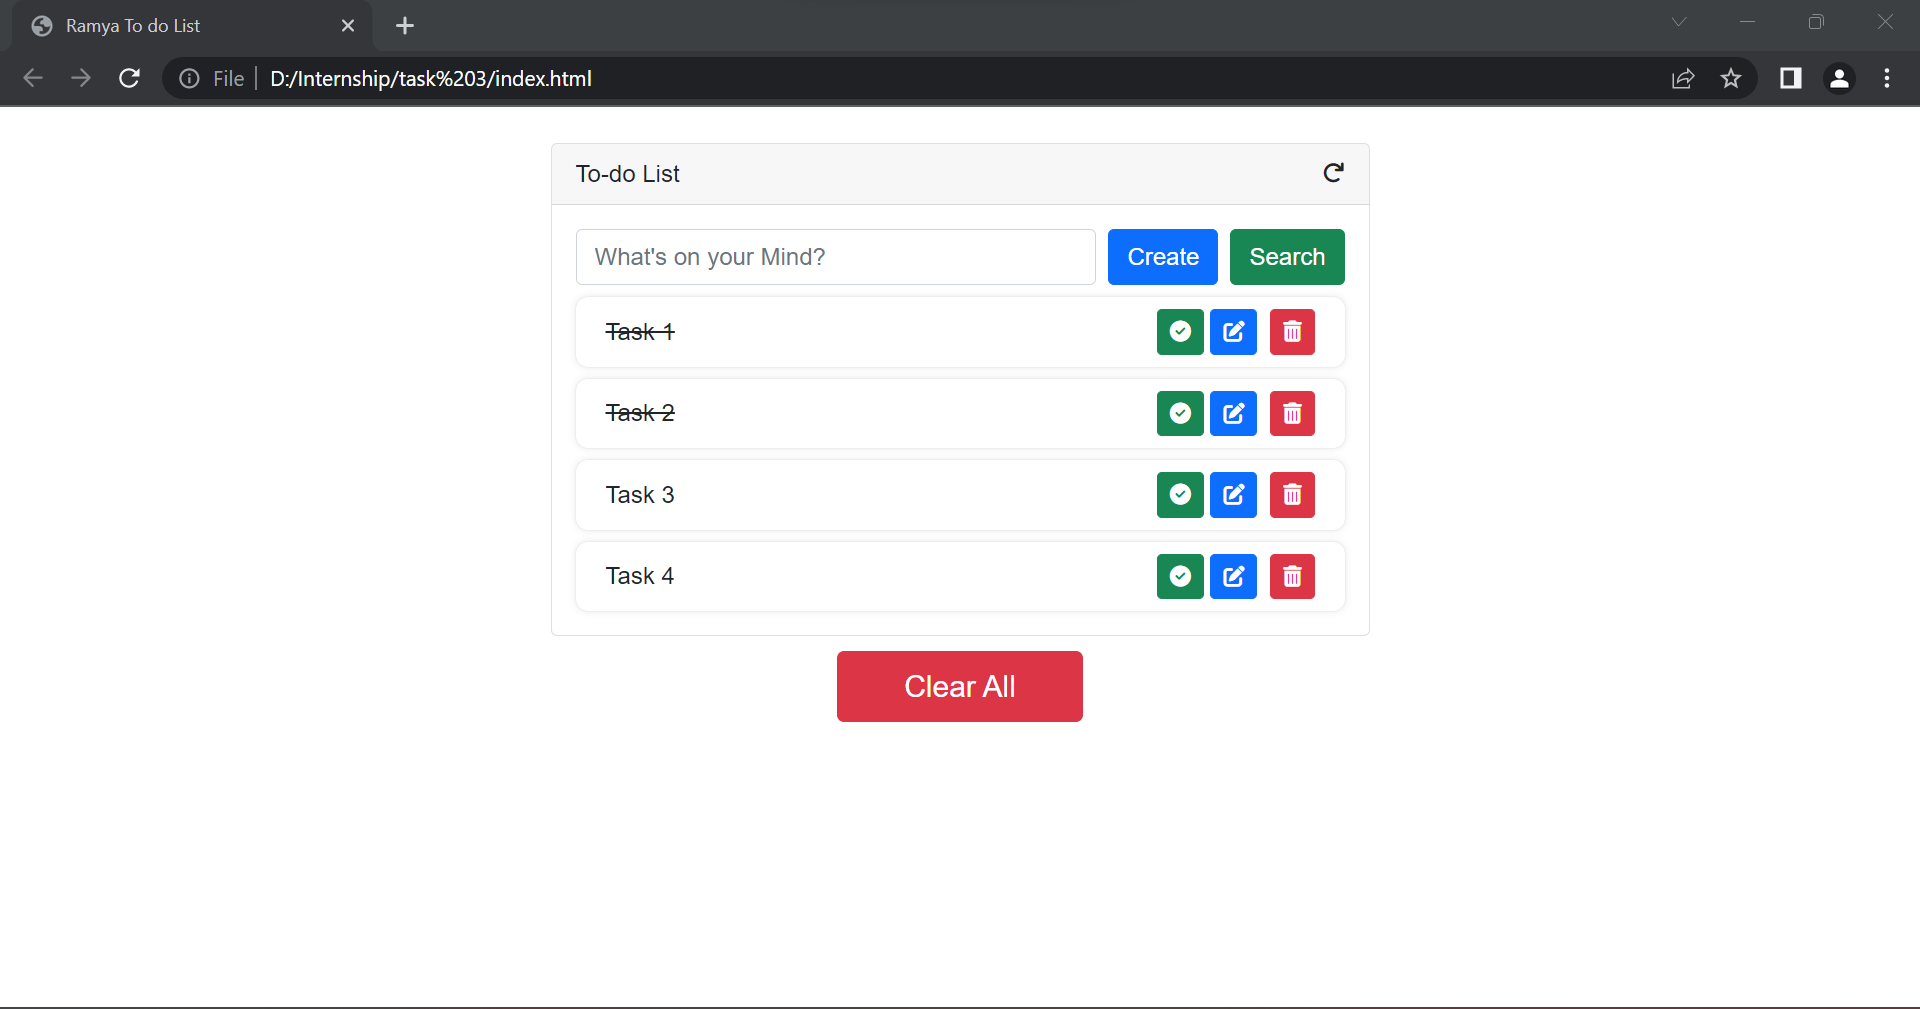 Ramya To do List
File D:/Internship/task%203/index.html
To-do List
What's on your Mind? Create Search
Task 1
Task 2
Task 3
Task 4
Clear All